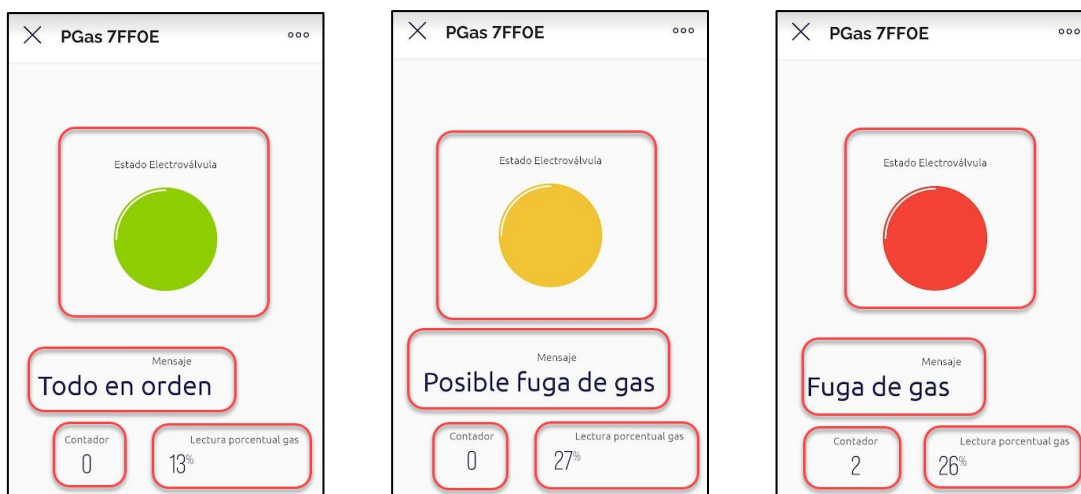 PGas 7FF0E
Estado Electroválvula
Mensaje
Todo en orden
Contador
Lectura porcentual gas
0
13%
PGas 7FF0E
Estado Electroválvula
Mensaje
Posible fuga de gas
Contador
Lectura porcentual gas
0
27%
PGas 7FF0E
Estado Electroválvula
Mensaje
Fuga de gas
Contador
Lectura porcentual gas
2
26%